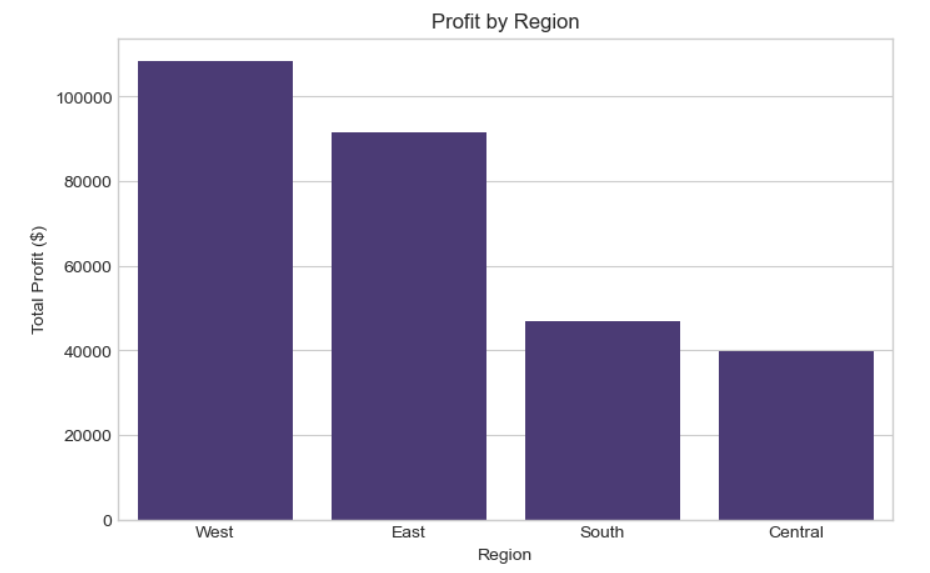 Profit by Region
Total Profit ($)
100000
80000
60000
40000
20000
0
West East South Central
Region